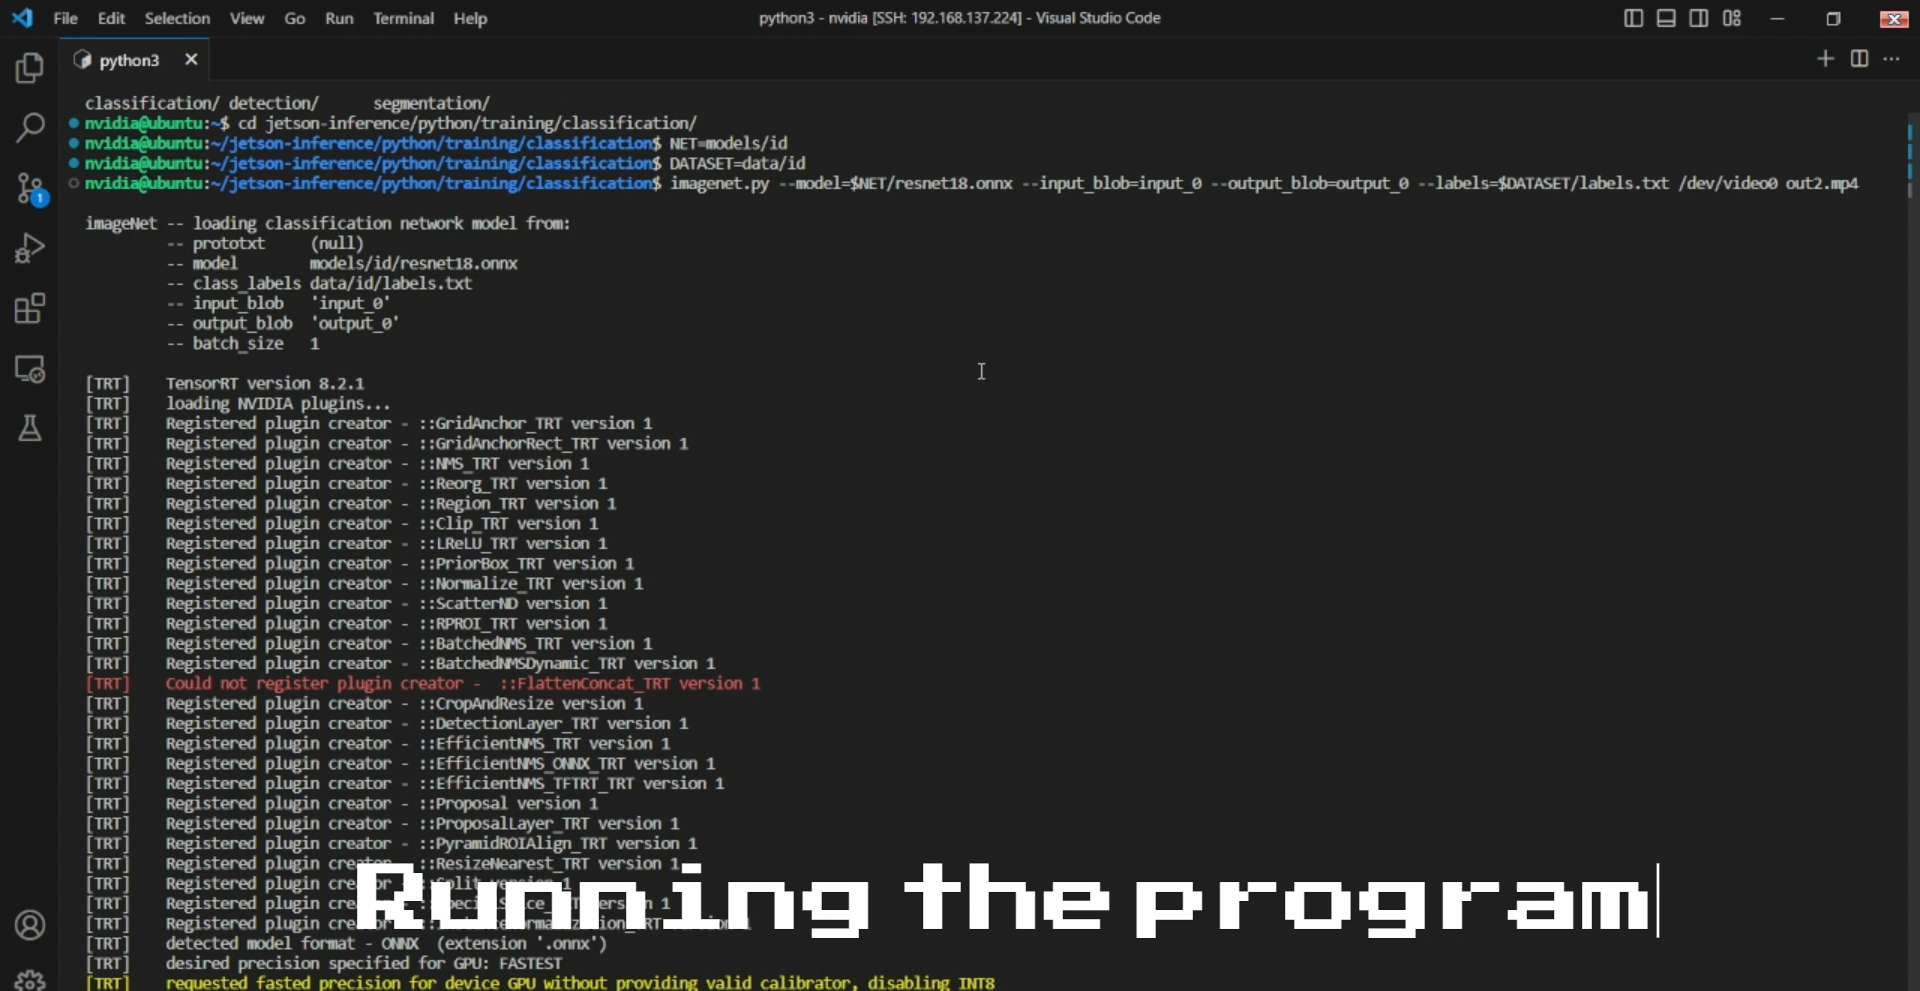 File Edit Selection View Go Run Terminal Help
python3 - nvidia [SSH: 192.168.137.224] - Visual Studio Code
python3
classification/ detection/ segmentation/
nvidia@ubuntu:~$ cd jetson-inference/python/training/classification/
nvidia@ubuntu:~/jetson-inference/python/training/classification$ NET=models/id
nvidia@ubuntu:~/jetson-inference/python/training/classification$ DATASET=data/id
nvidia@ubuntu:~/jetson-inference/python/training/classification$ imagenet.py --model=$NET/resnet18.onnx --input_blob=input_0 --output_blob=output_0 --labels=$DATASET/labels.txt /dev/video0 out2.mp4
imageNet -- loading classification network model from:
-- prototxt (null)
-- model models/id/resnet18.onnx
-- class_labels data/id/labels.txt
-- input_blob 'input_0'
-- output_blob 'output_0'
-- batch_size 1
[TRT] TensorRT version 8.2.1
[TRT] loading NVIDIA plugins...
[TRT] Registered plugin creator - ::GridAnchor_TRT version 1
[TRT] Registered plugin creator - ::GridAnchorRect_TRT version 1
[TRT] Registered plugin creator - ::NMS_TRT version 1
[TRT] Registered plugin creator - ::Reorg_TRT version 1
[TRT] Registered plugin creator - ::Region_TRT version 1
[TRT] Registered plugin creator - ::Clip_TRT version 1
[TRT] Registered plugin creator - ::LReLU_TRT version 1
[TRT] Registered plugin creator - ::PriorBox_TRT version 1
[TRT] Registered plugin creator - ::Normalize_TRT version 1
[TRT] Registered plugin creator - ::ScatterND version 1
[TRT] Registered plugin creator - ::RPROI_TRT version 1
[TRT] Registered plugin creator - ::BatchedNMS_TRT version 1
[TRT] Registered plugin creator - ::BatchedNMSDynamic_TRT version 1
[TRT] Could not register plugin creator - ::FlattenConcat_TRT version 1
[TRT] Registered plugin creator - ::CropAndResize version 1
[TRT] Registered plugin creator - ::DetectionLayer_TRT version 1
[TRT] Registered plugin creator - ::EfficientNMS_TRT version 1
[TRT] Registered plugin creator - ::EfficientNMS_ONNX_TRT version 1
[TRT] Registered plugin creator - ::EfficientNMS_TFTRT_TRT version 1
[TRT] Registered plugin creator - ::Proposal version 1
[TRT] Registered plugin creator - ::ProposalLayer_TRT version 1
[TRT] Registered plugin creator - ::PyramidROIAlign_TRT version 1
[TRT] Registered plugin creator - ::ResizeNearest_TRT version 1
[TRT] Registered plugin 1
[TRT] Registered plugin 1
[TRT] Registered plugin
Running the program
[TRT] detected model format - ONNX (extension '.onnx')
[TRT] desired precision specified for GPU: FASTEST
[TRT] requested fasted precision for device GPU without providing valid calibrator, disabling INT8
1